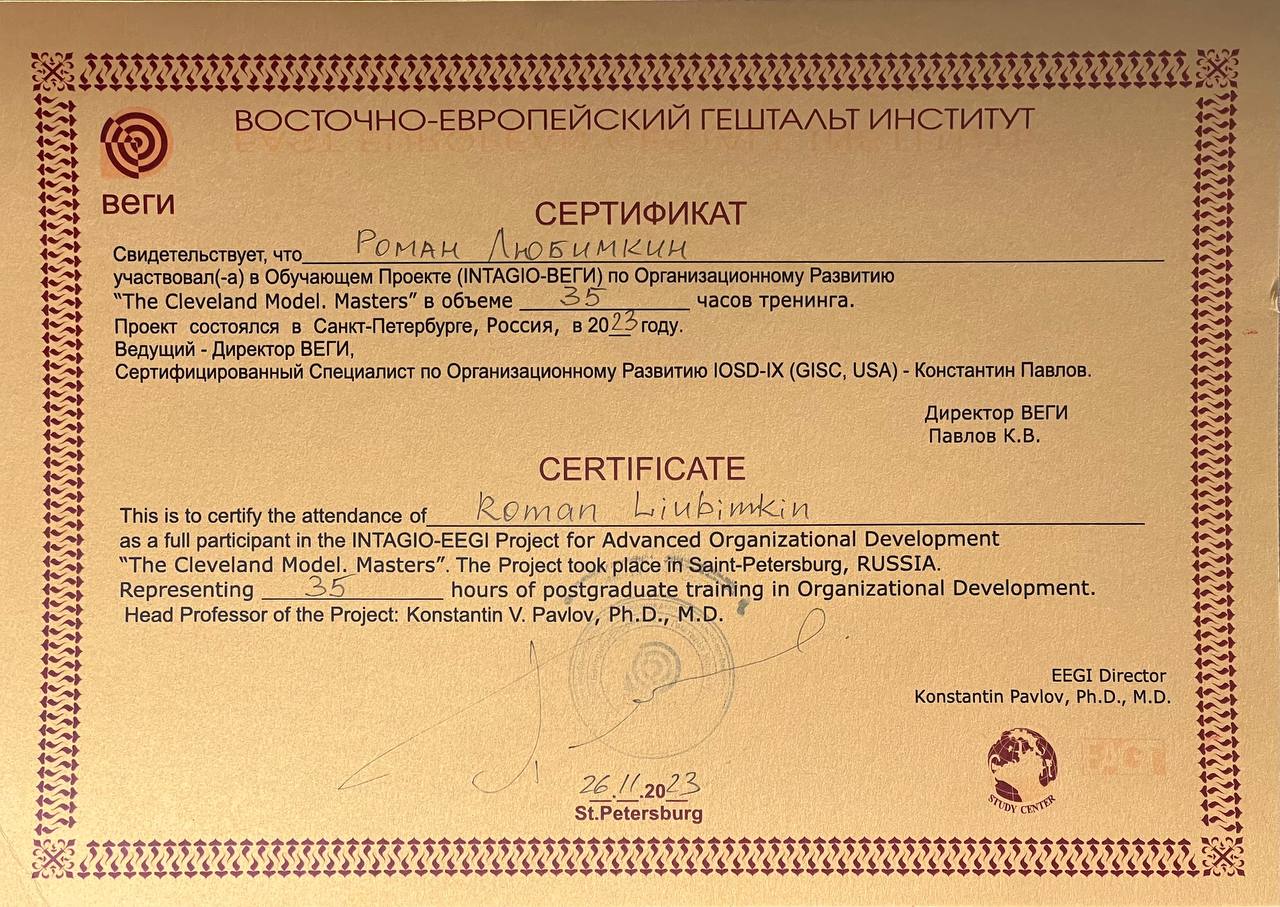 ВОСТОЧНО-ЕВРОПЕЙСКИЙ ГЕШТАЛЬТ ИНСТИТУТ
веги
СЕРТИФИКАТ
Свидетельствует, что Роман Любимкин
участвовал(-а) в Обучающем Проекте (INTAGIO-ВЕГИ) по Организационному Развитию
“The Cleveland Model. Masters” в объеме 35 часов тренинга.
Проект состоялся в Санкт-Петербурге, Россия, в 2023 году.
Ведущий - Директор ВЕГИ,
Сертифицированный Специалист по Организационному Развитию IOSD-IX (GISC, USA) - Константин Павлов.
Директор ВЕГИ
Павлов К.В.
CERTIFICATE
This is to certify the attendance of Roman Liubimkin
as a full participant in the INTAGIO-EEGI Project for Advanced Organizational Development
“The Cleveland Model. Masters”. The Project took place in Saint-Petersburg, RUSSIA.
Representing 35 hours of postgraduate training in Organizational Development.
Head Professor of the Project: Konstantin V. Pavlov, Ph.D., M.D.
EEGI Director
Konstantin Pavlov, Ph.D., M.D.
FACT
STUDY CENTER
26.11.2023
St.Petersburg